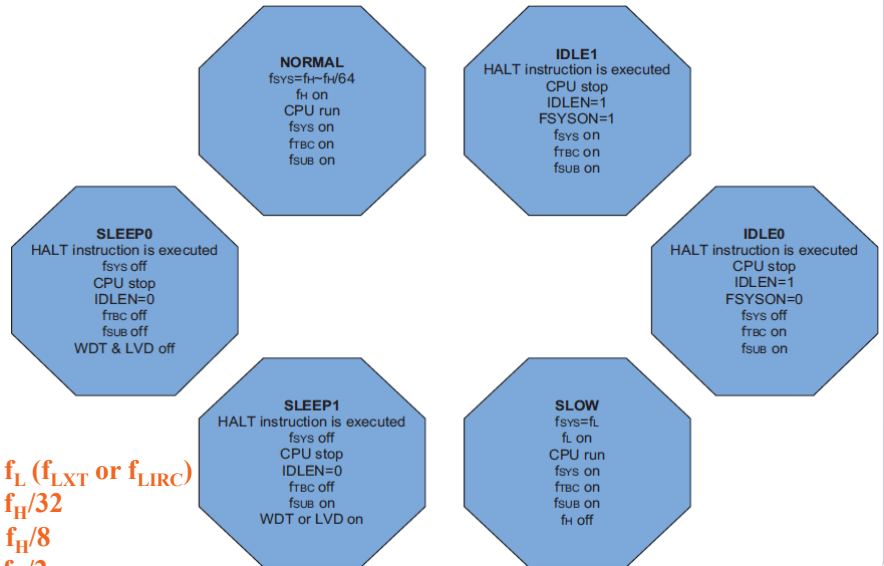 NORMAL
fSYS=fH~fH/64
fH on
CPU run
fSYS on
fTBC on
fSUB on
IDLE1
HALT instruction is executed
CPU stop
IDLEN=1
FSYSON=1
fSYS on
fTBC on
fSUB on
SLEEP0
HALT instruction is executed
fSYS off
CPU stop
IDLEN=0
fTBC off
fSUB off
WDT & LVD off
IDLE0
HALT instruction is executed
CPU stop
IDLEN=1
FSYSON=0
fSYS off
fTBC on
fSUB on
SLEEP1
HALT instruction is executed
fSYS off
CPU stop
IDLEN=0
fTBC off
fSUB on
WDT or LVD on
SLOW
fSYS=fL
fL on
CPU run
fSYS on
fTBC on
fSUB on
fH off
fL (fLXT or fLIRC)
fH/32
fH/8